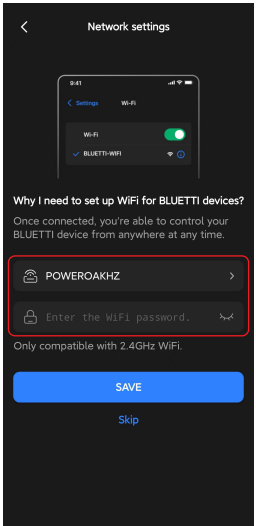 Network settings
9:41
Settings
Wi-Fi
Wi-Fi
BLUETTI-WIFI
Why I need to set up WiFi for BLUETTI devices?
Once connected, you're able to control your
BLUETTI device from anywhere at any time.
POWEROAKHZ
Enter the WiFi password.
Only compatible with 2.4GHz WiFi.
SAVE
Skip